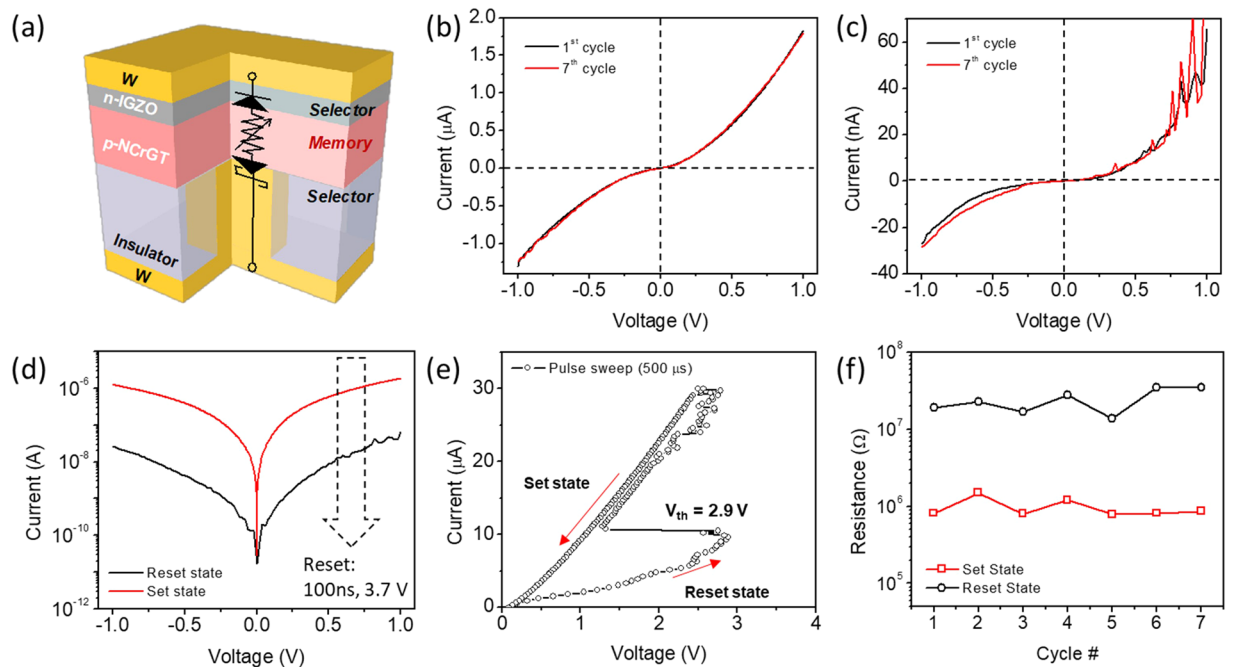 (a)
W
n-IGZO
p-NCrGT
Selector
Memory
Selector
Insulator
W
(b)
2.0
1.5
1.0
0.5
0.0
-0.5
-1.0
Current (μA)
1st cycle
7th cycle
-1.0 -0.5 0.0 0.5 1.0
Voltage (V)
(c)
60
40
20
0
-20
-40
Current (nA)
1st cycle
7th cycle
-1.0 -0.5 0.0 0.5 1.0
Voltage (V)
(d)
10-6
10-8
10-10
10-12
Current (A)
Reset state
Set state
Reset:
100ns, 3.7 V
-1.0 -0.5 0.0 0.5 1.0
Voltage (V)
(e)
30
20
10
0
Current (μA)
Pulse sweep (500 μs)
Set state
Vth = 2.9 V
Reset state
0 1 2 3 4
Voltage (V)
(f)
108
107
106
105
Resistance (Ω)
Set State
Reset State
1 2 3 4 5 6 7
Cycle #